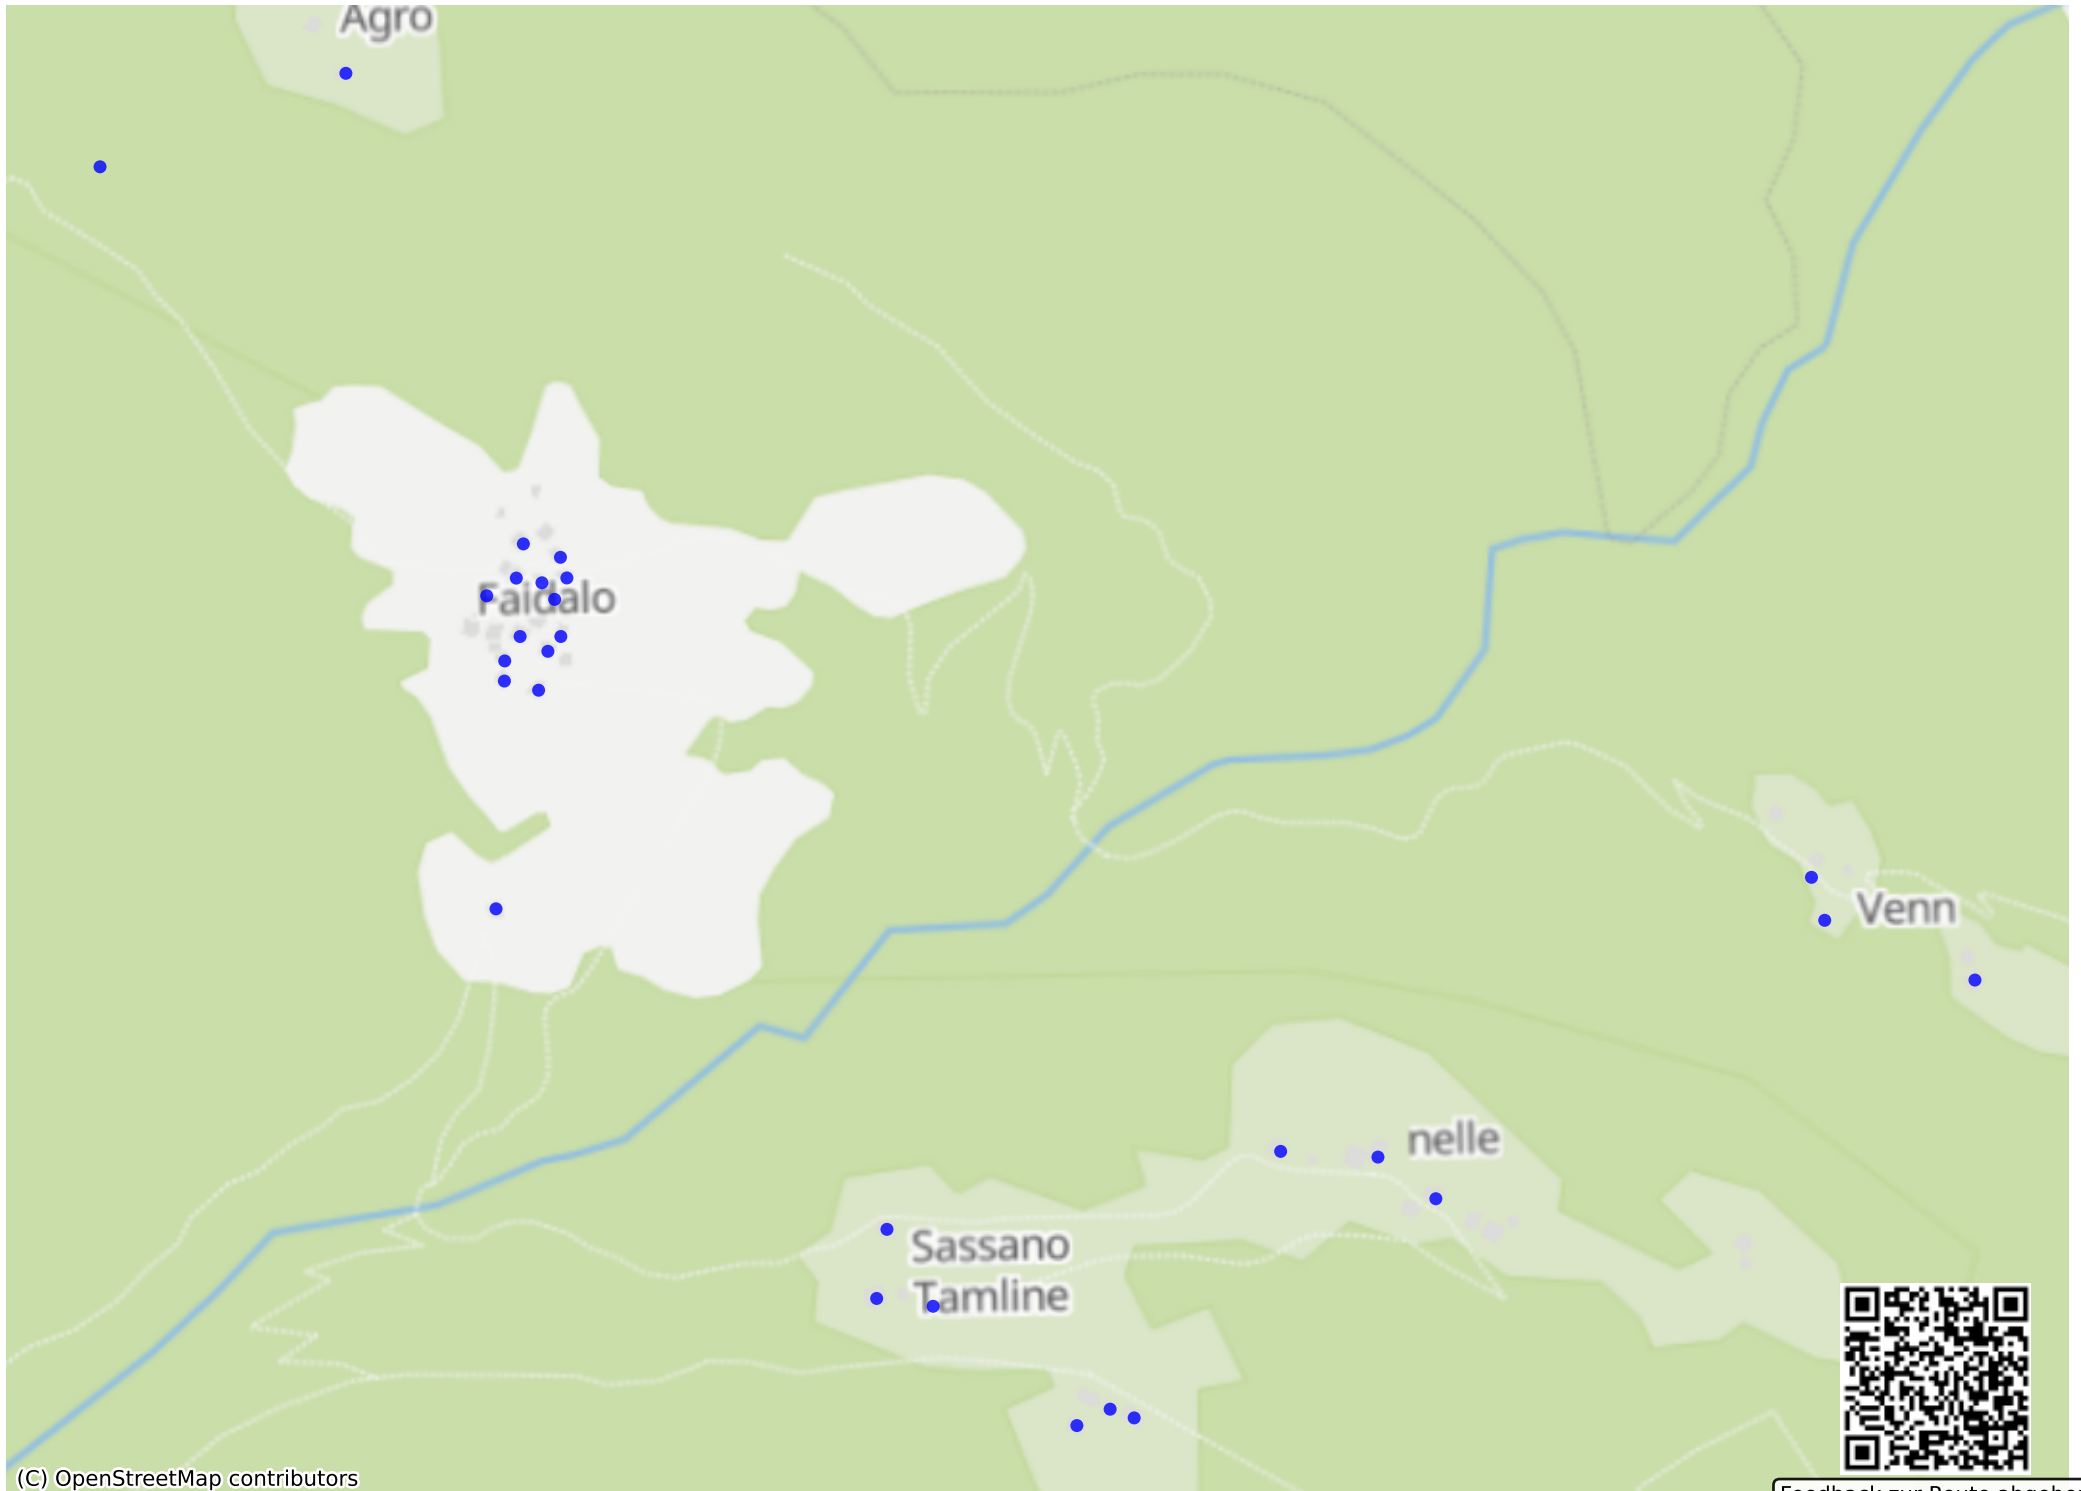 Agro
Faidalo
Venn
nelle
Sassano
Tamline
(C) OpenStreetMap contributors